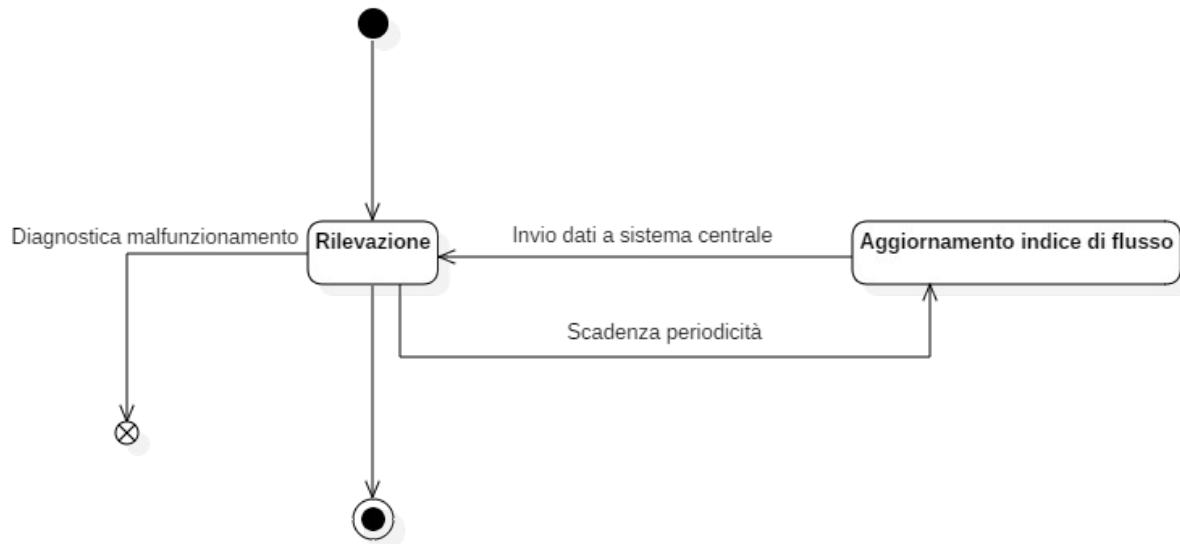 Diagnostica malfunzionamento
Rilevazione
Invio dati a sistema centrale
Aggiornamento indice di flusso
Scadenza periodicità